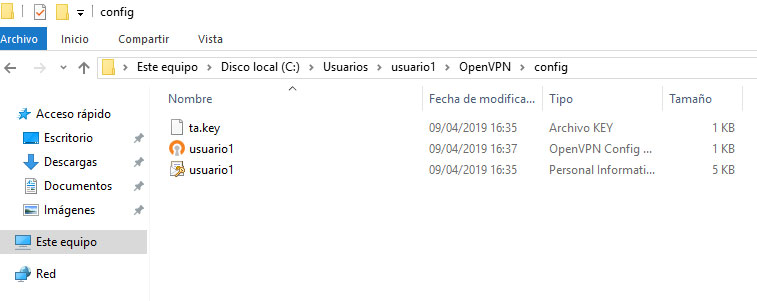 config
Archivo Inicio Compartir Vista
Este equipo Disco local (C:) Usuarios usuario1 OpenVPN config
Nombre Fecha de modifica... Tipo Tamaño
Acceso rápido
Escritorio
Descargas
Documentos
Imágenes
Este equipo
Red
ta.key 09/04/2019 16:35 Archivo KEY 1 KB
usuario1 09/04/2019 16:37 OpenVPN Config ... 1 KB
usuario1 09/04/2019 16:35 Personal Informati... 5 KB